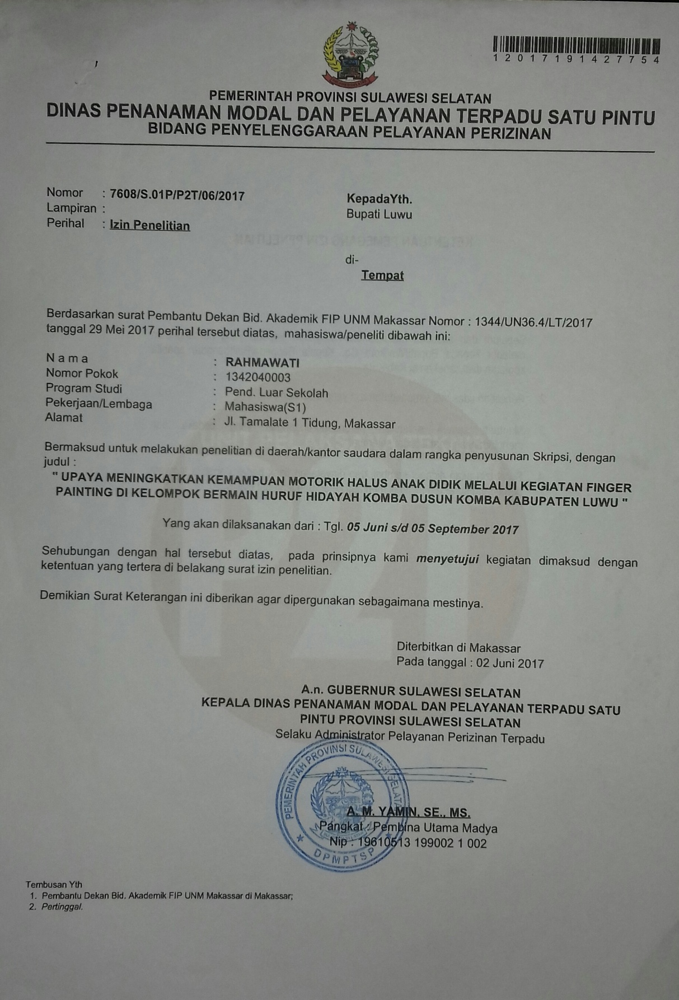 1 2 0 1 7 1 9 1 4 2 7 7 5 4
PEMERINTAH PROVINSI SULAWESI SELATAN
DINAS PENANAMAN MODAL DAN PELAYANAN TERPADU SATU PINTU
BIDANG PENYELENGGARAAN PELAYANAN PERIZINAN
Nomor : 7608/S.01P/P2T/06/2017
Lampiran :
Perihal : Izin Penelitian
KepadaYth.
Bupati Luwu
di-
Tempat
Berdasarkan surat Pembantu Dekan Bid. Akademik FIP UNM Makassar Nomor : 1344/UN36.4/LT/2017
tanggal 29 Mei 2017 perihal tersebut diatas, mahasiswa/peneliti dibawah ini:
N a m a : RAHMAWATI
Nomor Pokok : 1342040003
Program Studi : Pend. Luar Sekolah
Pekerjaan/Lembaga : Mahasiswa(S1)
Alamat : Jl. Tamalate 1 Tidung, Makassar
Bermaksud untuk melakukan penelitian di daerah/kantor saudara dalam rangka penyusunan Skripsi, dengan
judul :
" UPAYA MENINGKATKAN KEMAMPUAN MOTORIK HALUS ANAK DIDIK MELALUI KEGIATAN FINGER
PAINTING DI KELOMPOK BERMAIN HURUF HIDAYAH KOMBA DUSUN KOMBA KABUPATEN LUWU "
Yang akan dilaksanakan dari : Tgl. 05 Juni s/d 05 September 2017
Sehubungan dengan hal tersebut diatas, pada prinsipnya kami menyetujui kegiatan dimaksud dengan
ketentuan yang tertera di belakang surat izin penelitian.
Demikian Surat Keterangan ini diberikan agar dipergunakan sebagaimana mestinya.
Diterbitkan di Makassar
Pada tanggal : 02 Juni 2017
A.n. GUBERNUR SULAWESI SELATAN
KEPALA DINAS PENANAMAN MODAL DAN PELAYANAN TERPADU SATU
PINTU PROVINSI SULAWESI SELATAN
Selaku Administrator Pelayanan Perizinan Terpadu
PEMERINTAH PROVINSI SULAWESI SELATAN
DPMPTSP
A. M. YAMIN, SE., MS.
Pangkat : Pembina Utama Madya
Nip : 19610513 199002 1 002
Tembusan Yth
1. Pembantu Dekan Bid. Akademik FIP UNM Makassar di Makassar;
2. Pertinggal.